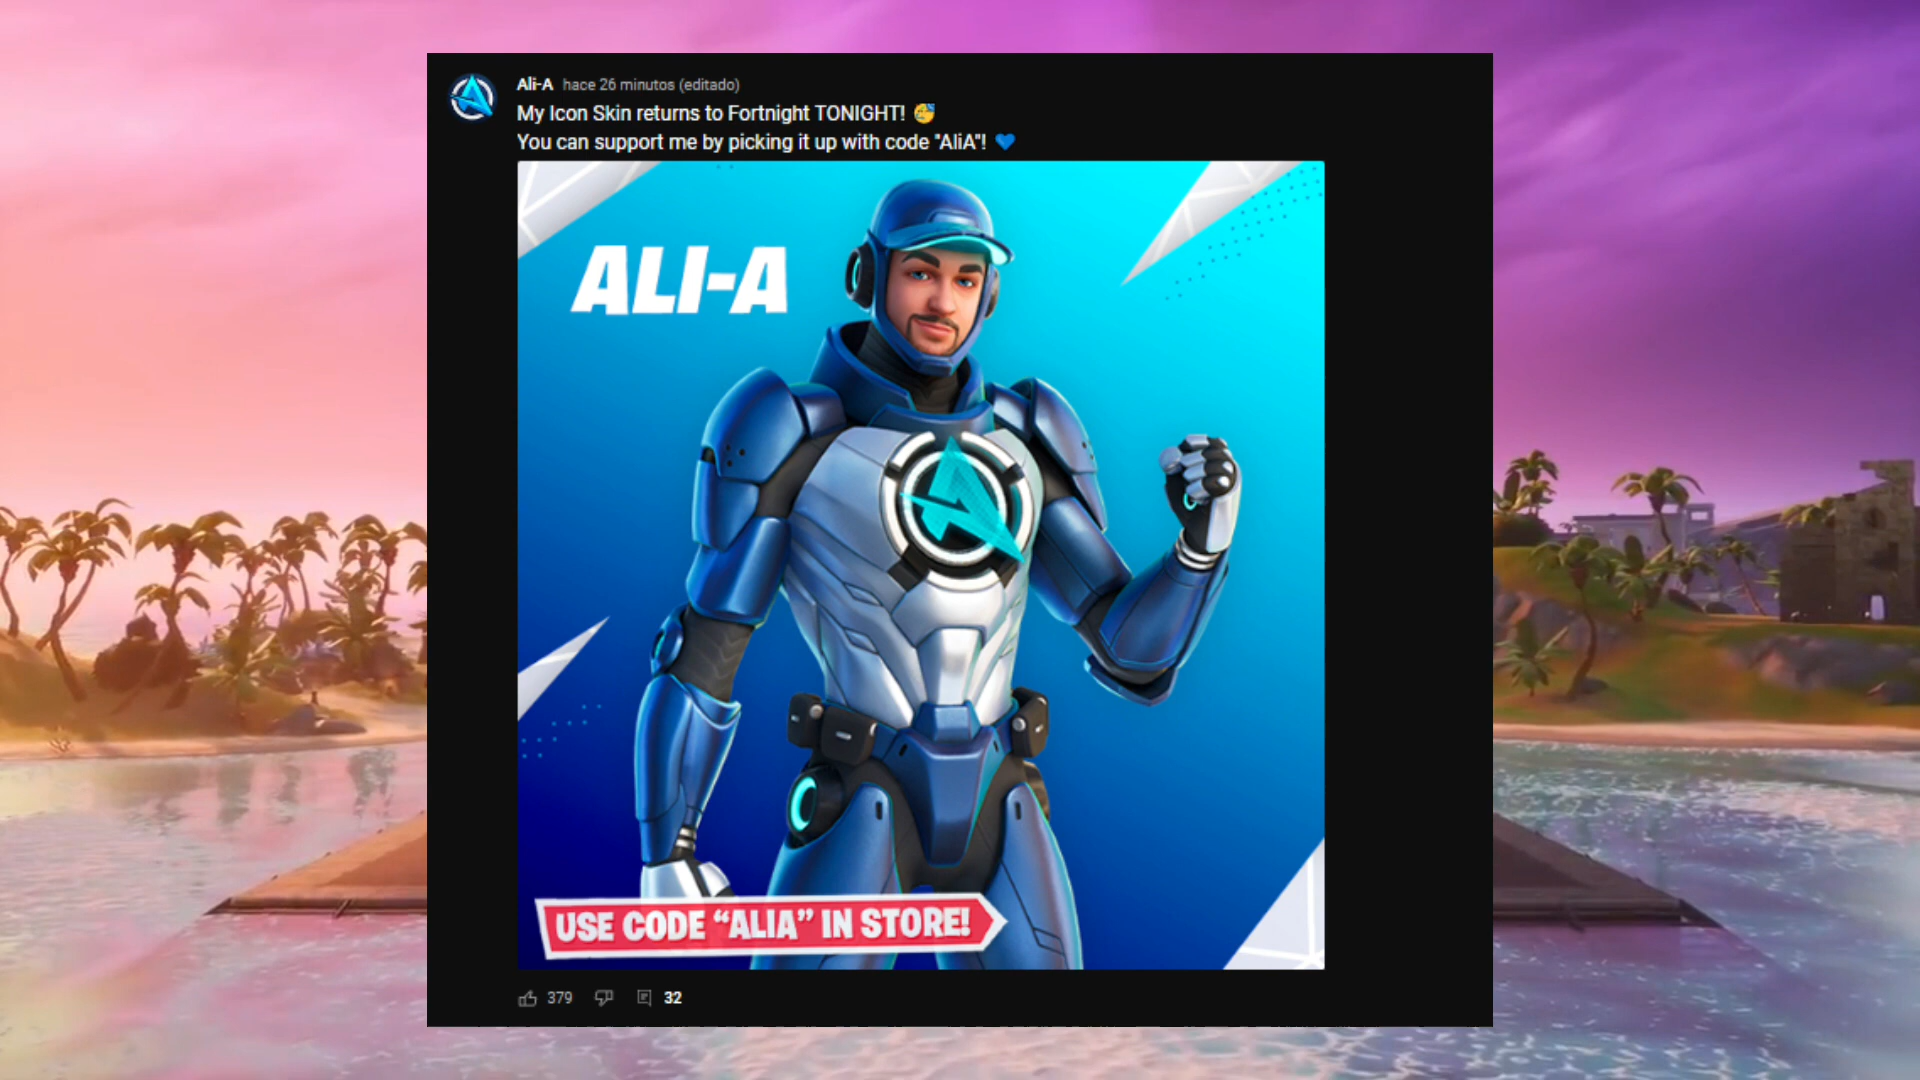 Ali-A hace 26 minutos (editado)
My Icon Skin returns to Fortnight TONIGHT! 🥳
You can support me by picking it up with code "AliA"! 💙
ALI-A
USE CODE “ALIA” IN STORE!
379 32